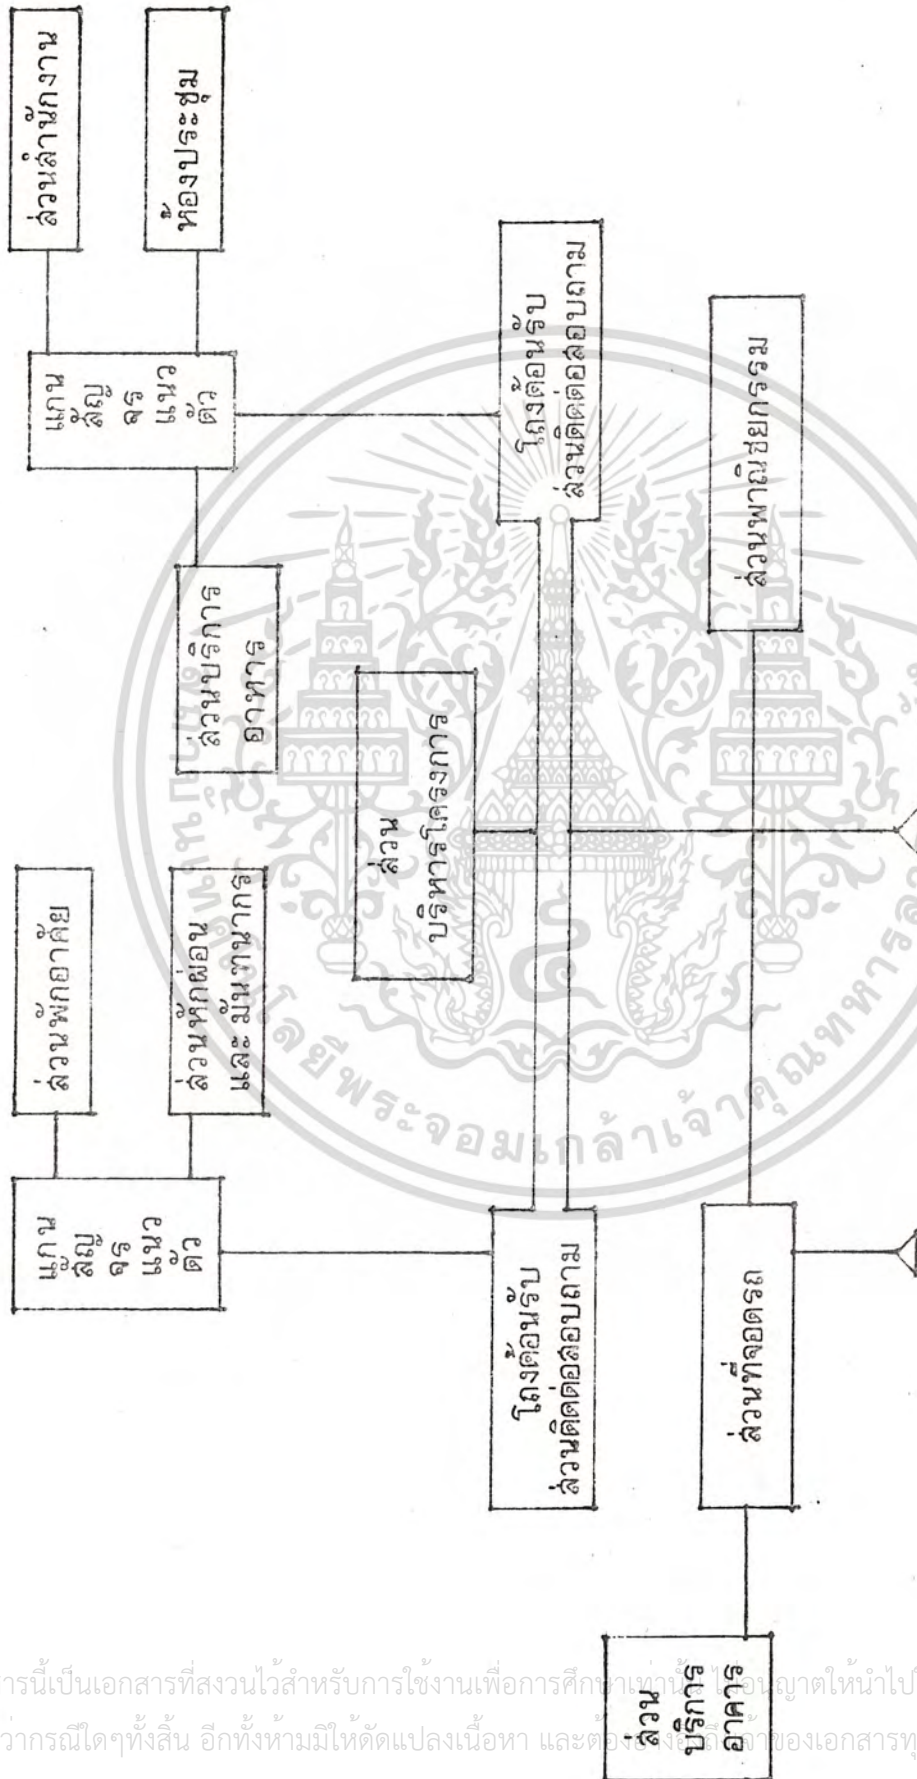 ส่วนพักอาศัย
ส่วนสำนักงาน
แกน
สัญ
จร
แนว
ตัว
แกน
สัญ
จร
แนว
ตัว
ส่วนพักผ่อน
และ มันทนากร
ห้องประชุม
ส่วนบริการ
อาหาร
ส่วน
บริหารโครงการ
โถงต้อนรับ
ส่วนติดต่อสอบถาม
โถงต้อนรับ
ส่วนติดต่อสอบถาม
ส่วน
บริการ
อาคาร
ส่วนที่จอดรถ
ส่วนพาณิชยกรรม
ารนี้เป็นเอกสารที่สงวนไว้สำหรับการใช้งานเพื่อการศึกษาเท่านั้น
ว่ากรณีใดๆทั้งสิ้น อีกทั้งห้ามมิให้ดัดแปลงเนื้อหา และต้อง